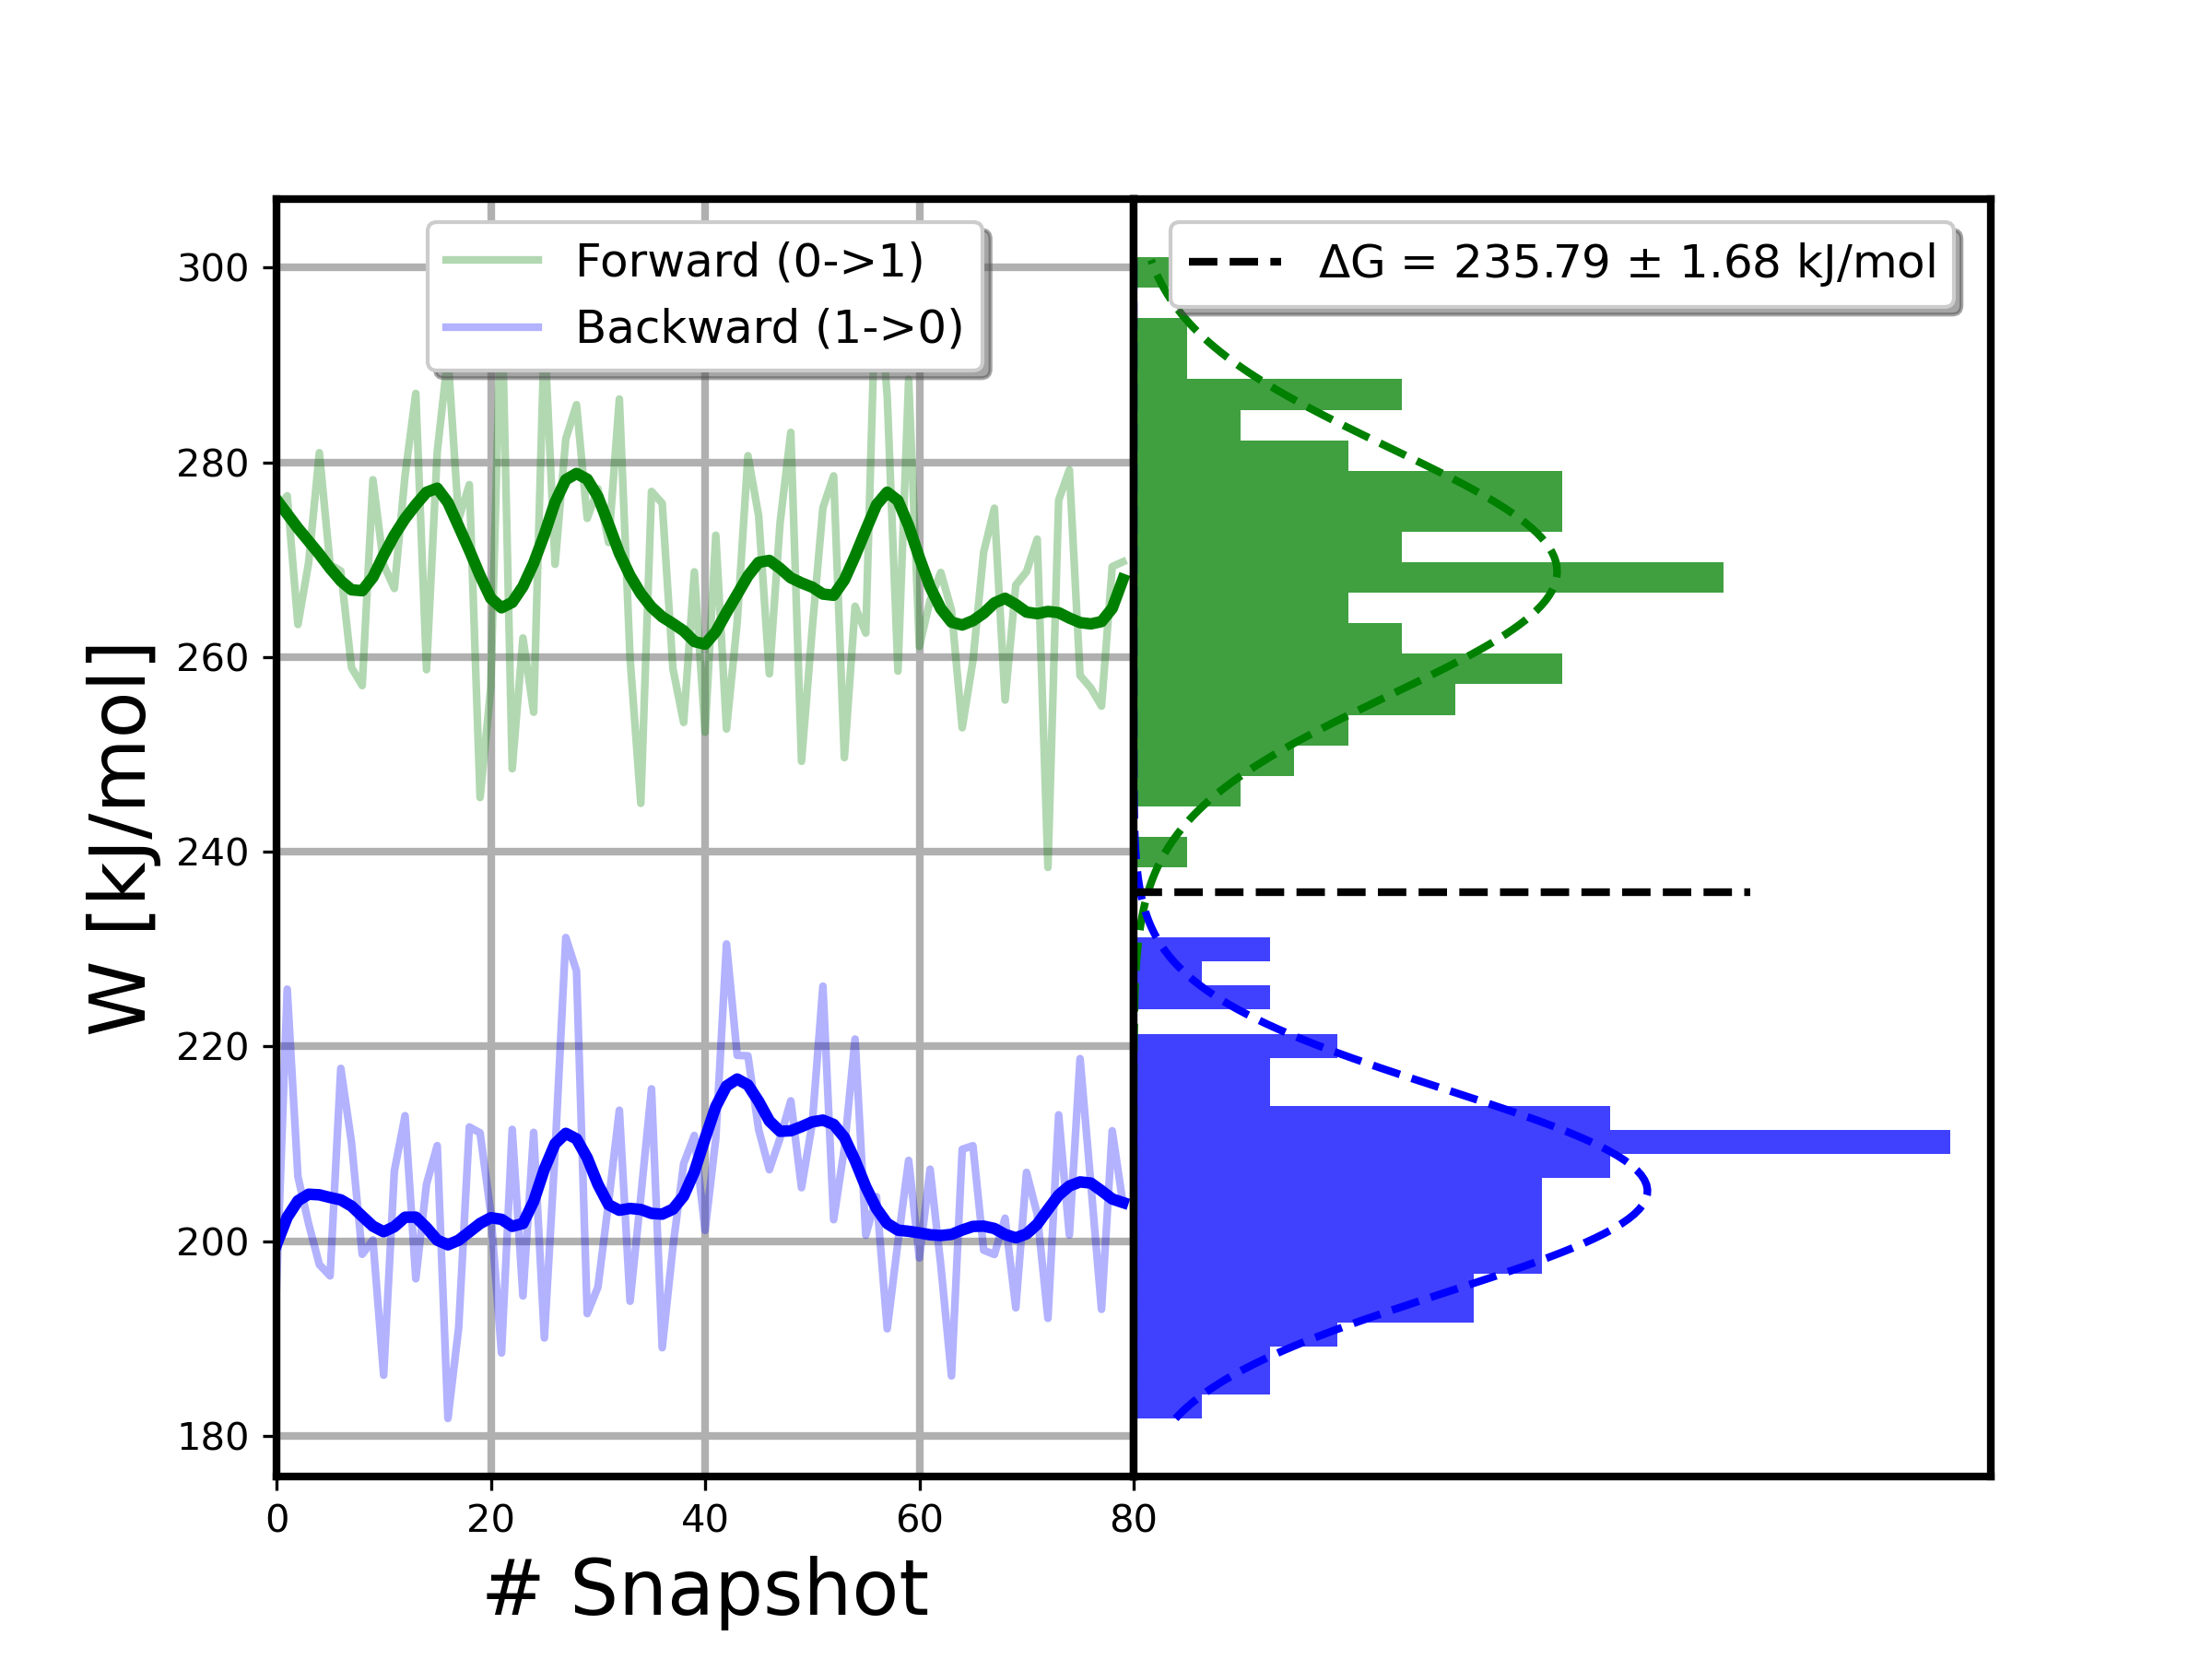 Forward (0->1)
Backward (1->0)
ΔG = 235.79 ± 1.68 kJ/mol
W [kJ/mol]
300
280
260
240
220
200
180
0 20 40 60 80
# Snapshot